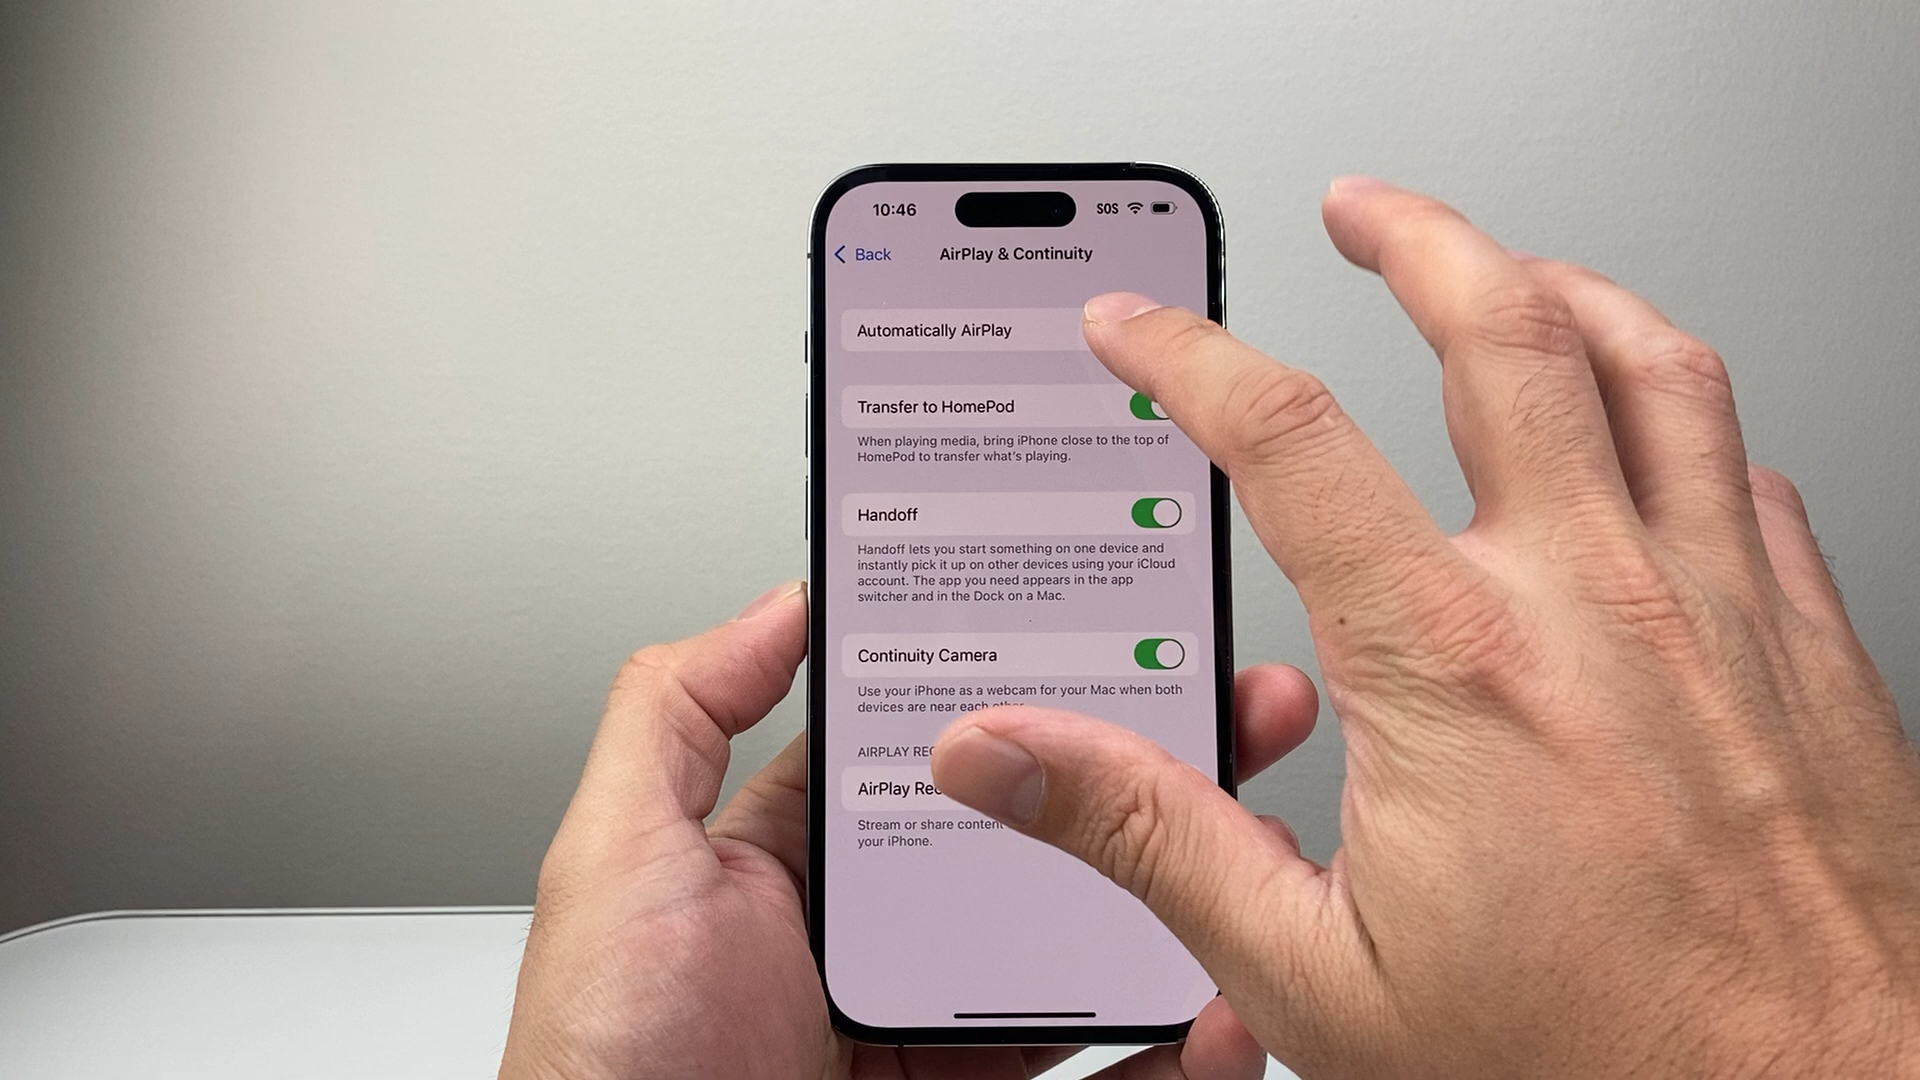 10:46 SOS
Back AirPlay & Continuity
Automatically AirPlay
Transfer to HomePod
When playing media, bring iPhone close to the top of
HomePod to transfer what's playing.
Handoff
Handoff lets you start something on one device and
instantly pick it up on other devices using your iCloud
account. The app you need appears in the app
switcher and in the Dock on a Mac.
Continuity Camera
Use your iPhone as a webcam for your Mac when both
devices are near each other.
AIRPLAY
AirPlay
Stream or share content
your iPhone.